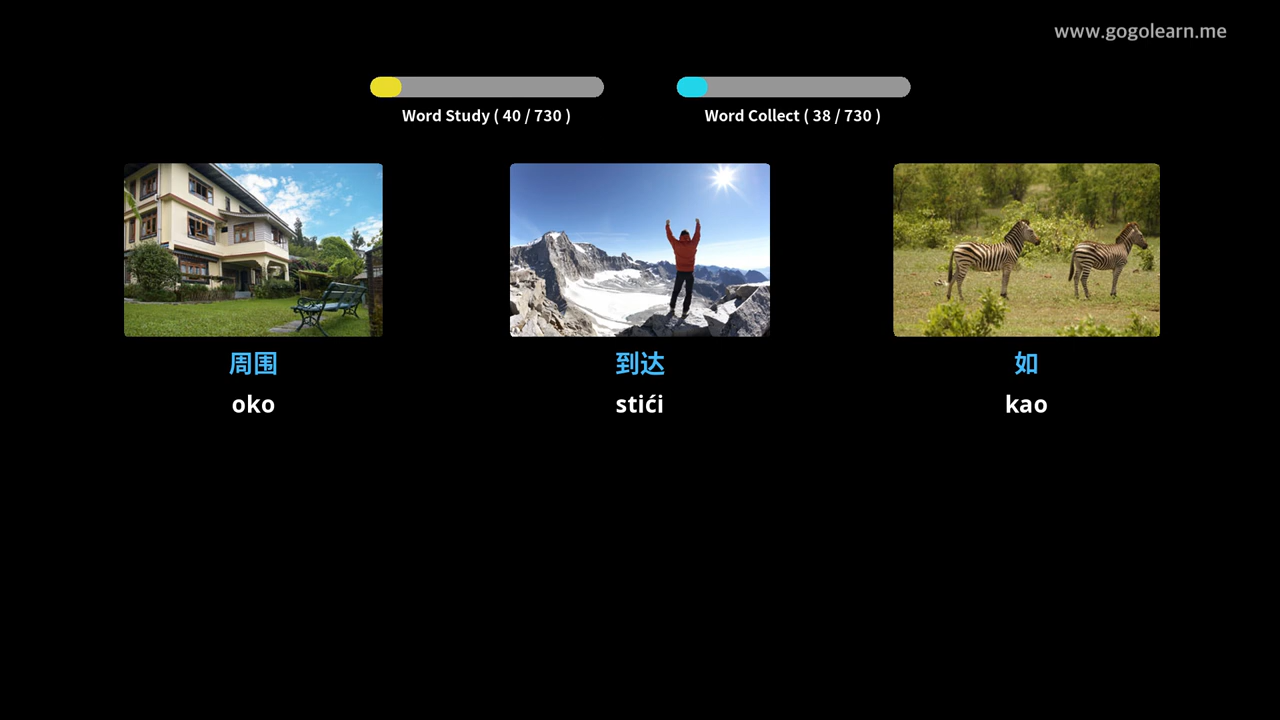 www.gogolearn.me
Word Study ( 40 / 730 )
Word Collect ( 38 / 730 )
周围
到达
如
oko
stići
kao